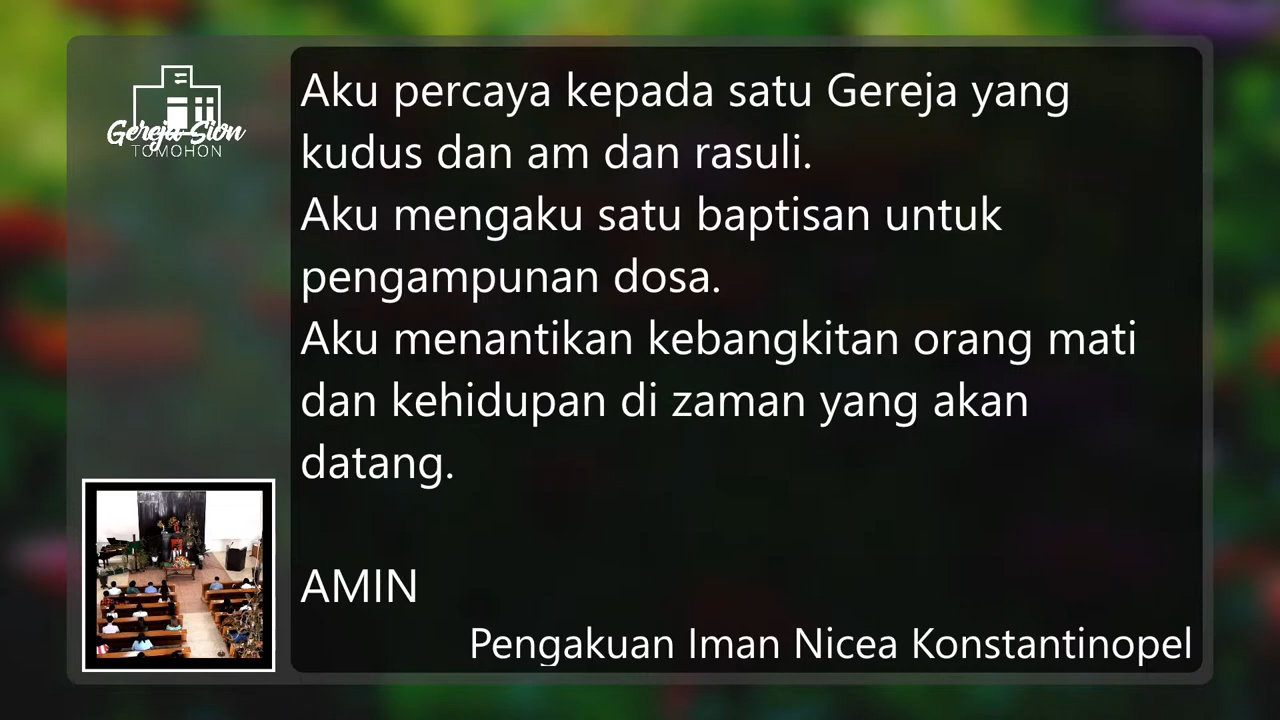 Gereja Sion
TOMOHON
Aku percaya kepada satu Gereja yang
kudus dan am dan rasuli.
Aku mengaku satu baptisan untuk
pengampunan dosa.
Aku menantikan kebangkitan orang mati
dan kehidupan di zaman yang akan
datang.
AMIN
Pengakuan Iman Nicea Konstantinopel